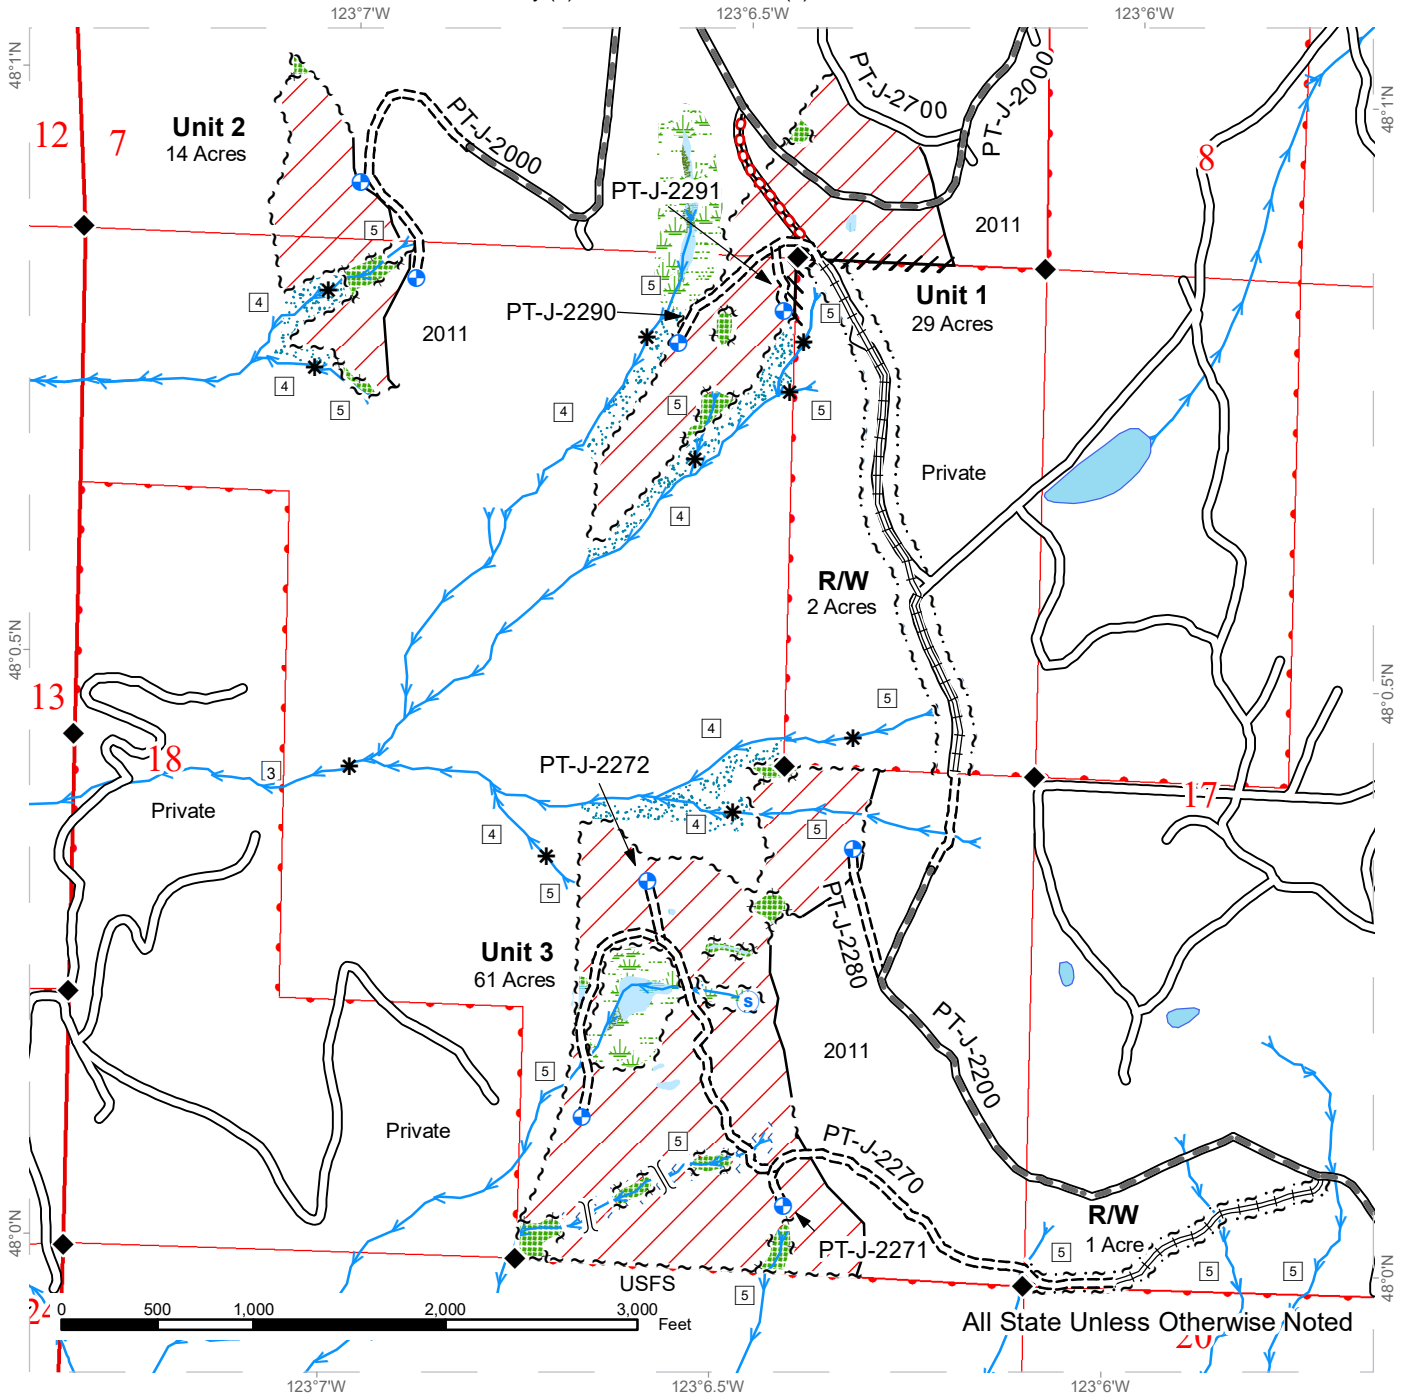 123°7'W
123°6.5'W
123°6'W
48°1'N
48°1'N
12
7
Unit 2
14 Acres
PT-J-2000
PT-J-2700
PT-J-2000
8
PT-J-2291
2011
5
5
4
PT-J-2290
5
Unit 1
29 Acres
2011
4
5
4
5
5
Private
4
R/W
2 Acres
48°0.5'N
48°0.5'N
13
18
3
5
4
PT-J-2272
17
Private
4
4
5
5
PT-J-2280
Unit 3
61 Acres
S
2011
PT-J-2200
5
Private
5
PT-J-2270
48°0'N
48°0'N
R/W
1 Acre
5
PT-J-2271
5
5
USFS
5
24
0
500
1,000
2,000
3,000
Feet
All State Unless Otherwise Noted
20
123°7'W
123°6.5'W
123°6'W